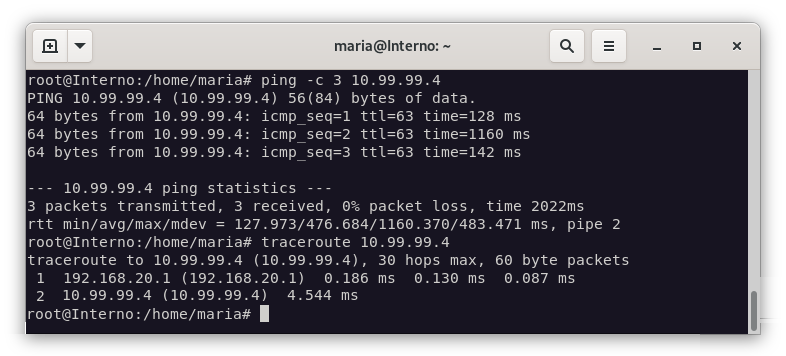 maria@Interno: ~
root@Interno:/home/maria# ping -c 3 10.99.99.4
PING 10.99.99.4 (10.99.99.4) 56(84) bytes of data.
64 bytes from 10.99.99.4: icmp_seq=1 ttl=63 time=128 ms
64 bytes from 10.99.99.4: icmp_seq=2 ttl=63 time=1160 ms
64 bytes from 10.99.99.4: icmp_seq=3 ttl=63 time=142 ms
--- 10.99.99.4 ping statistics ---
3 packets transmitted, 3 received, 0% packet loss, time 2022ms
rtt min/avg/max/mdev = 127.973/476.684/1160.370/483.471 ms, pipe 2
root@Interno:/home/maria# traceroute 10.99.99.4
traceroute to 10.99.99.4 (10.99.99.4), 30 hops max, 60 byte packets
1  192.168.20.1 (192.168.20.1)  0.186 ms  0.130 ms  0.087 ms
2  10.99.99.4 (10.99.99.4)  4.544 ms
root@Interno:/home/maria#